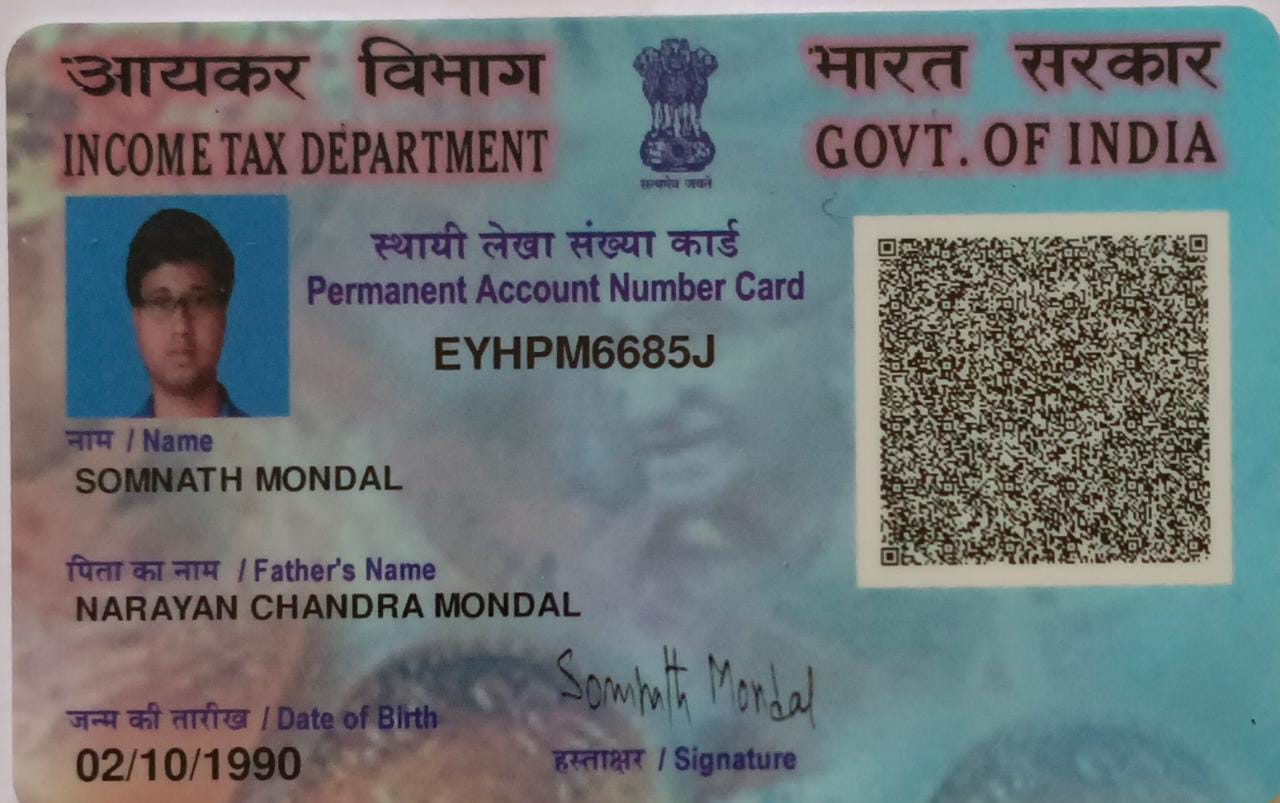 आयकर विभाग
INCOME TAX DEPARTMENT
भारत सरकार
GOVT. OF INDIA
सत्यमेव जयते
स्थायी लेखा संख्या कार्ड
Permanent Account Number Card
EYHPM6685J
नाम / Name
SOMNATH MONDAL
पिता का नाम / Father's Name
NARAYAN CHANDRA MONDAL
Somnath Mondal
जन्म की तारीख / Date of Birth
02/10/1990
हस्ताक्षर / Signature